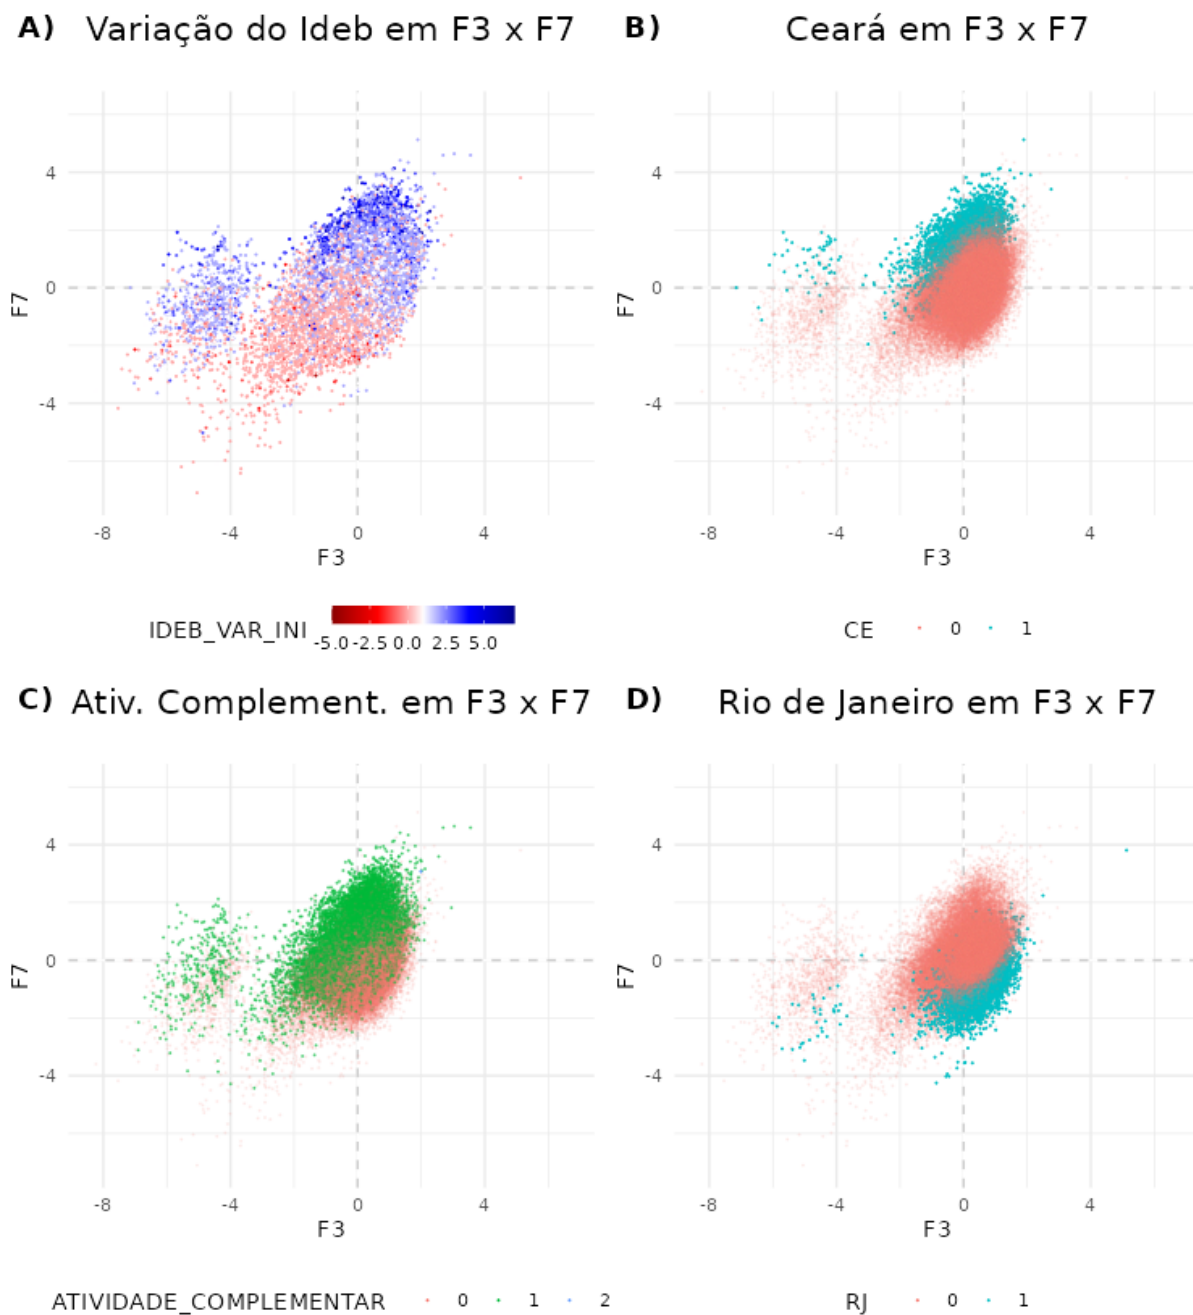 A) Variação do Ideb em F3 x F7
4
0
-4
F7
-8 -4 0 4
F3
IDEB_VAR_INI
-5.0 -2.5 0.0 2.5 5.0
B) Ceará em F3 x F7
4
0
-4
F7
-8 -4 0 4
F3
CE 0 1
C) Ativ. Complement. em F3 x F7
4
0
-4
F7
-8 -4 0 4
F3
ATIVIDADE_COMPLEMENTAR 0 1 2
D) Rio de Janeiro em F3 x F7
4
0
-4
F7
-8 -4 0 4
F3
RJ 0 1